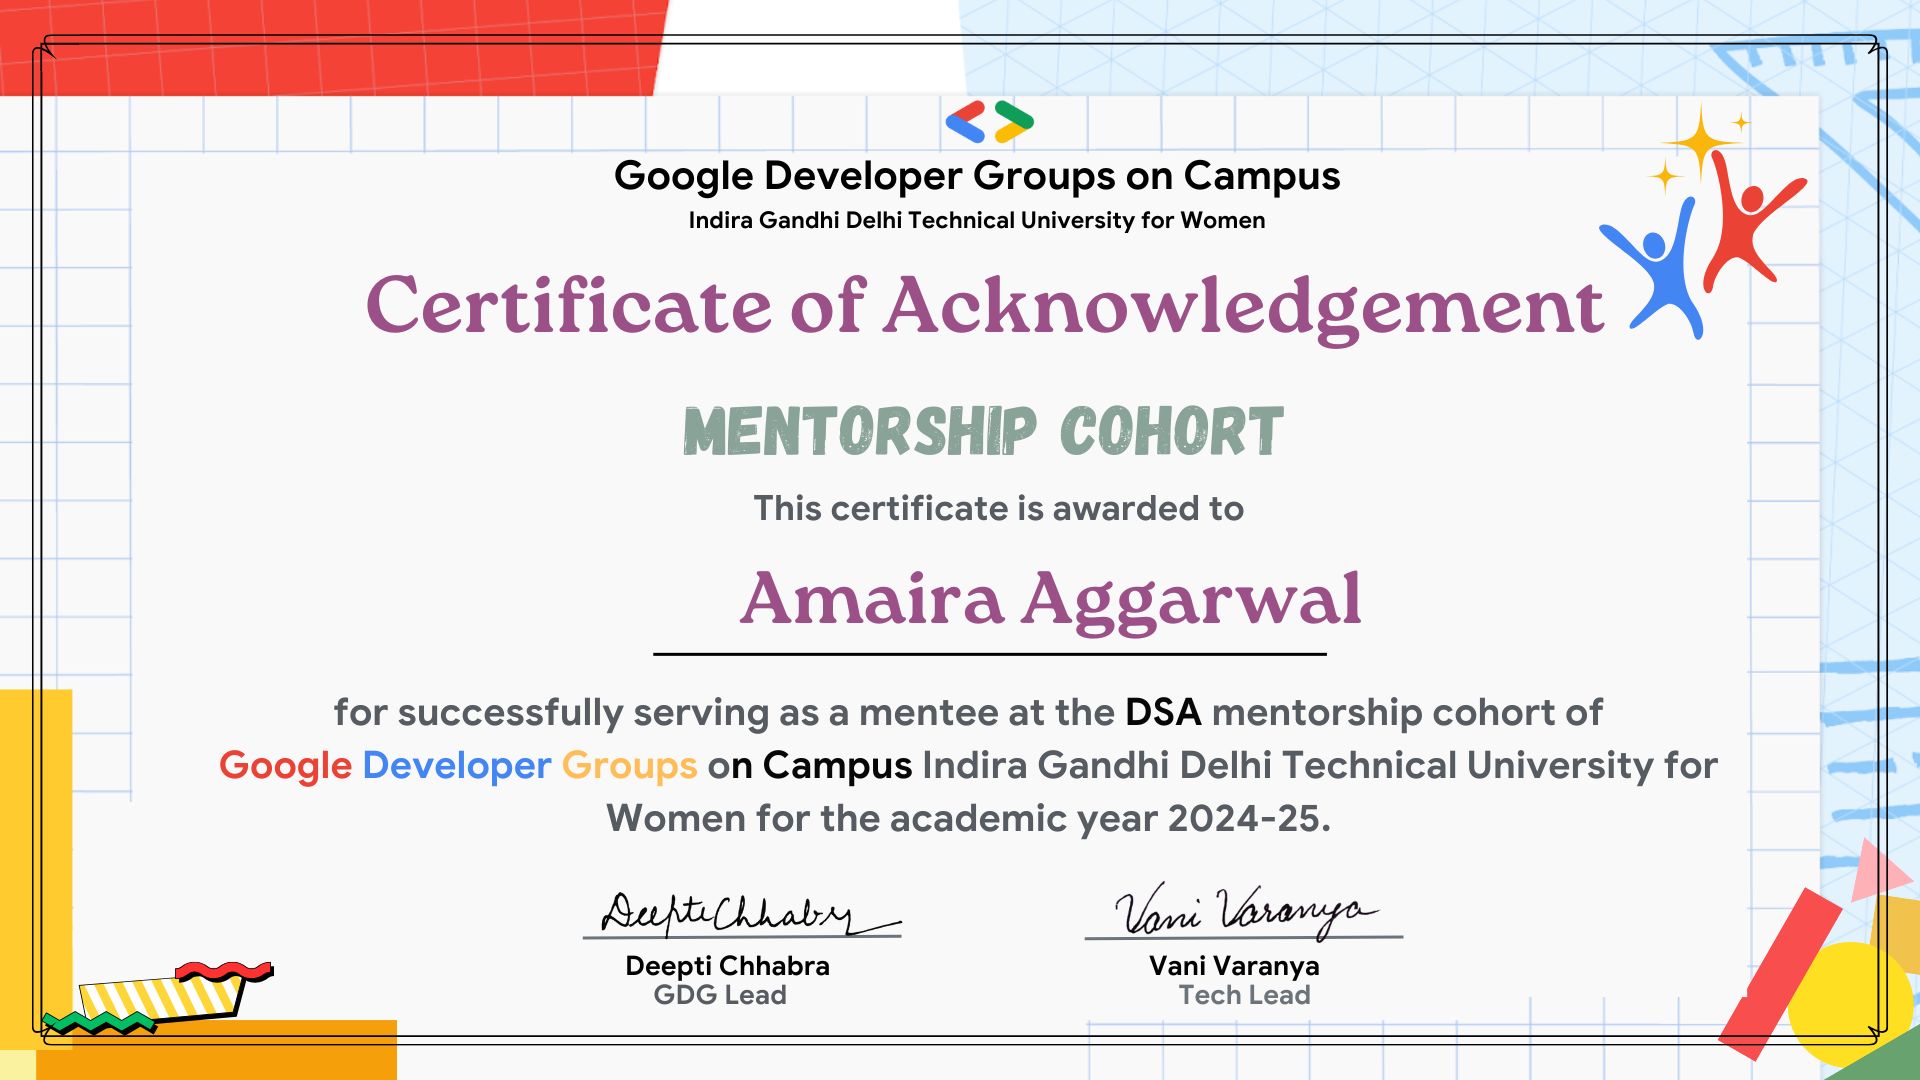 Google Developer Groups on Campus
Indira Gandhi Delhi Technical University for Women
Certificate of Acknowledgement
MENTORSHIP COHORT
This certificate is awarded to
Amaira Aggarwal
for successfully serving as a mentee at the DSA mentorship cohort of
Google Developer Groups on Campus Indira Gandhi Delhi Technical University for
Women for the academic year 2024-25.
Deepti Chhabra
Vani Varanya
Deepti Chhabra
Vani Varanya
GDG Lead
Tech Lead